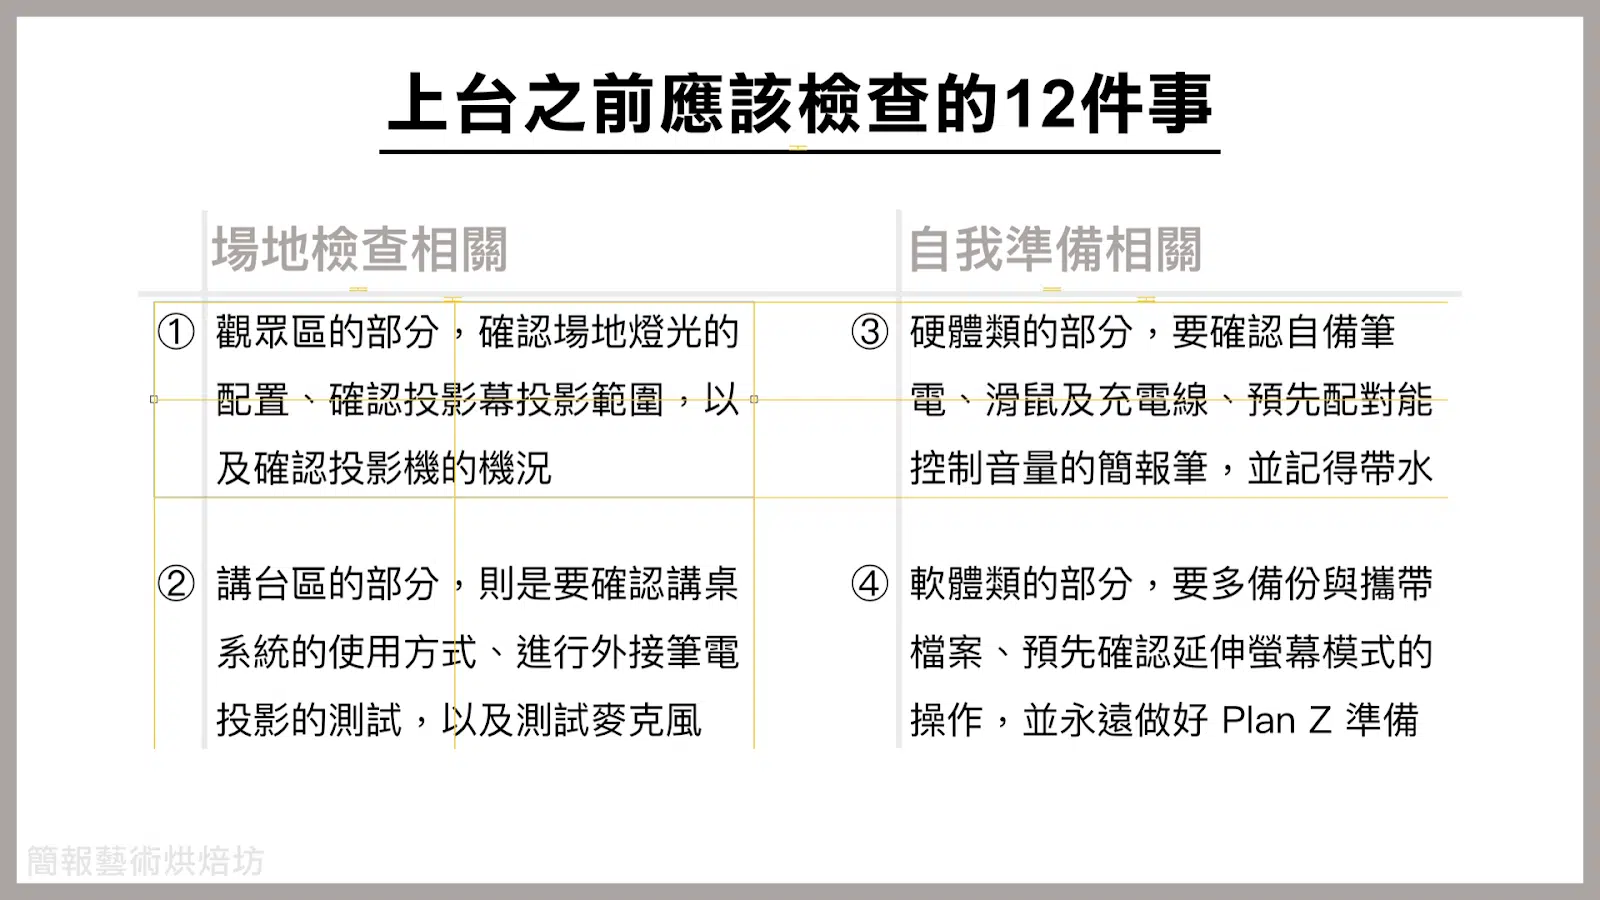 上台之前應該檢查的12件事
場地檢查相關
① 觀眾區的部分，確認場地燈光的
配置、確認投影幕投影範圍，以
及確認投影機的機況
② 講台區的部分，則是要確認講桌
系統的使用方式、進行外接筆電
投影的測試，以及測試麥克風
自我準備相關
③ 硬體類的部分，要確認自備筆
電、滑鼠及充電線、預先配對能
控制音量的簡報筆，並記得帶水
④ 軟體類的部分，要多備份與攜帶
檔案、預先確認延伸螢幕模式的
操作，並永遠做好 Plan Z 準備
簡報藝術烘焙坊